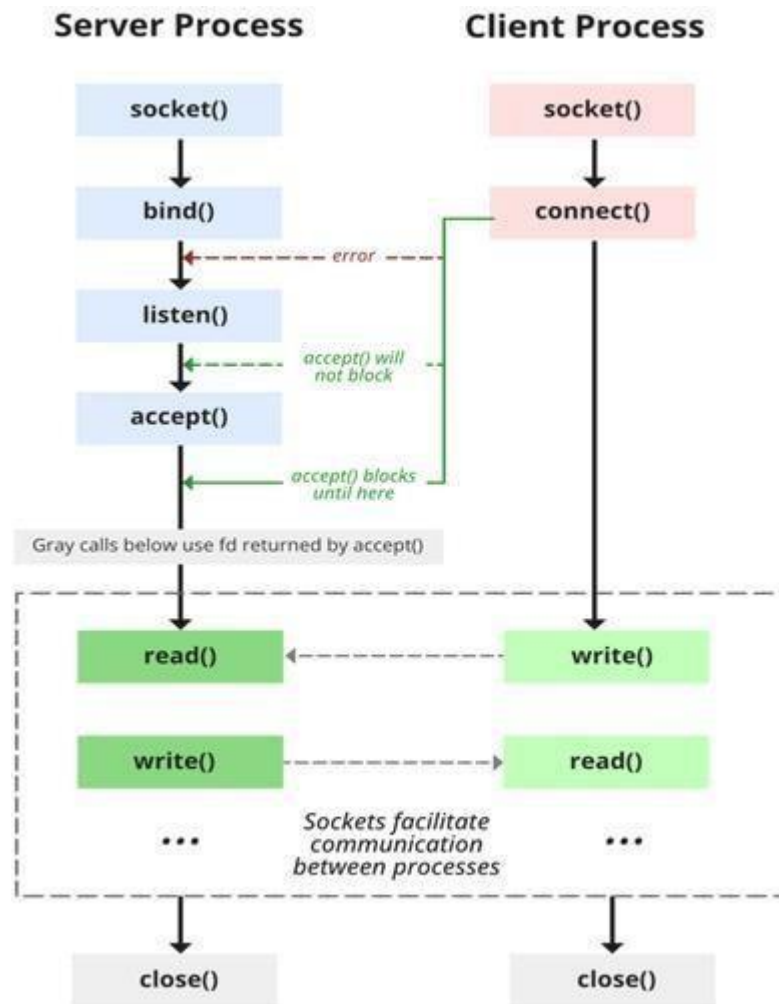 Server Process
Client Process
socket()
socket()
bind()
connect()
error
listen()
accept() will
not block
accept()
accept() blocks
until here
Gray calls below use fd returned by accept()
read()
write()
write()
read()
...
Sockets facilitate
communication
between processes
...
close()
close()